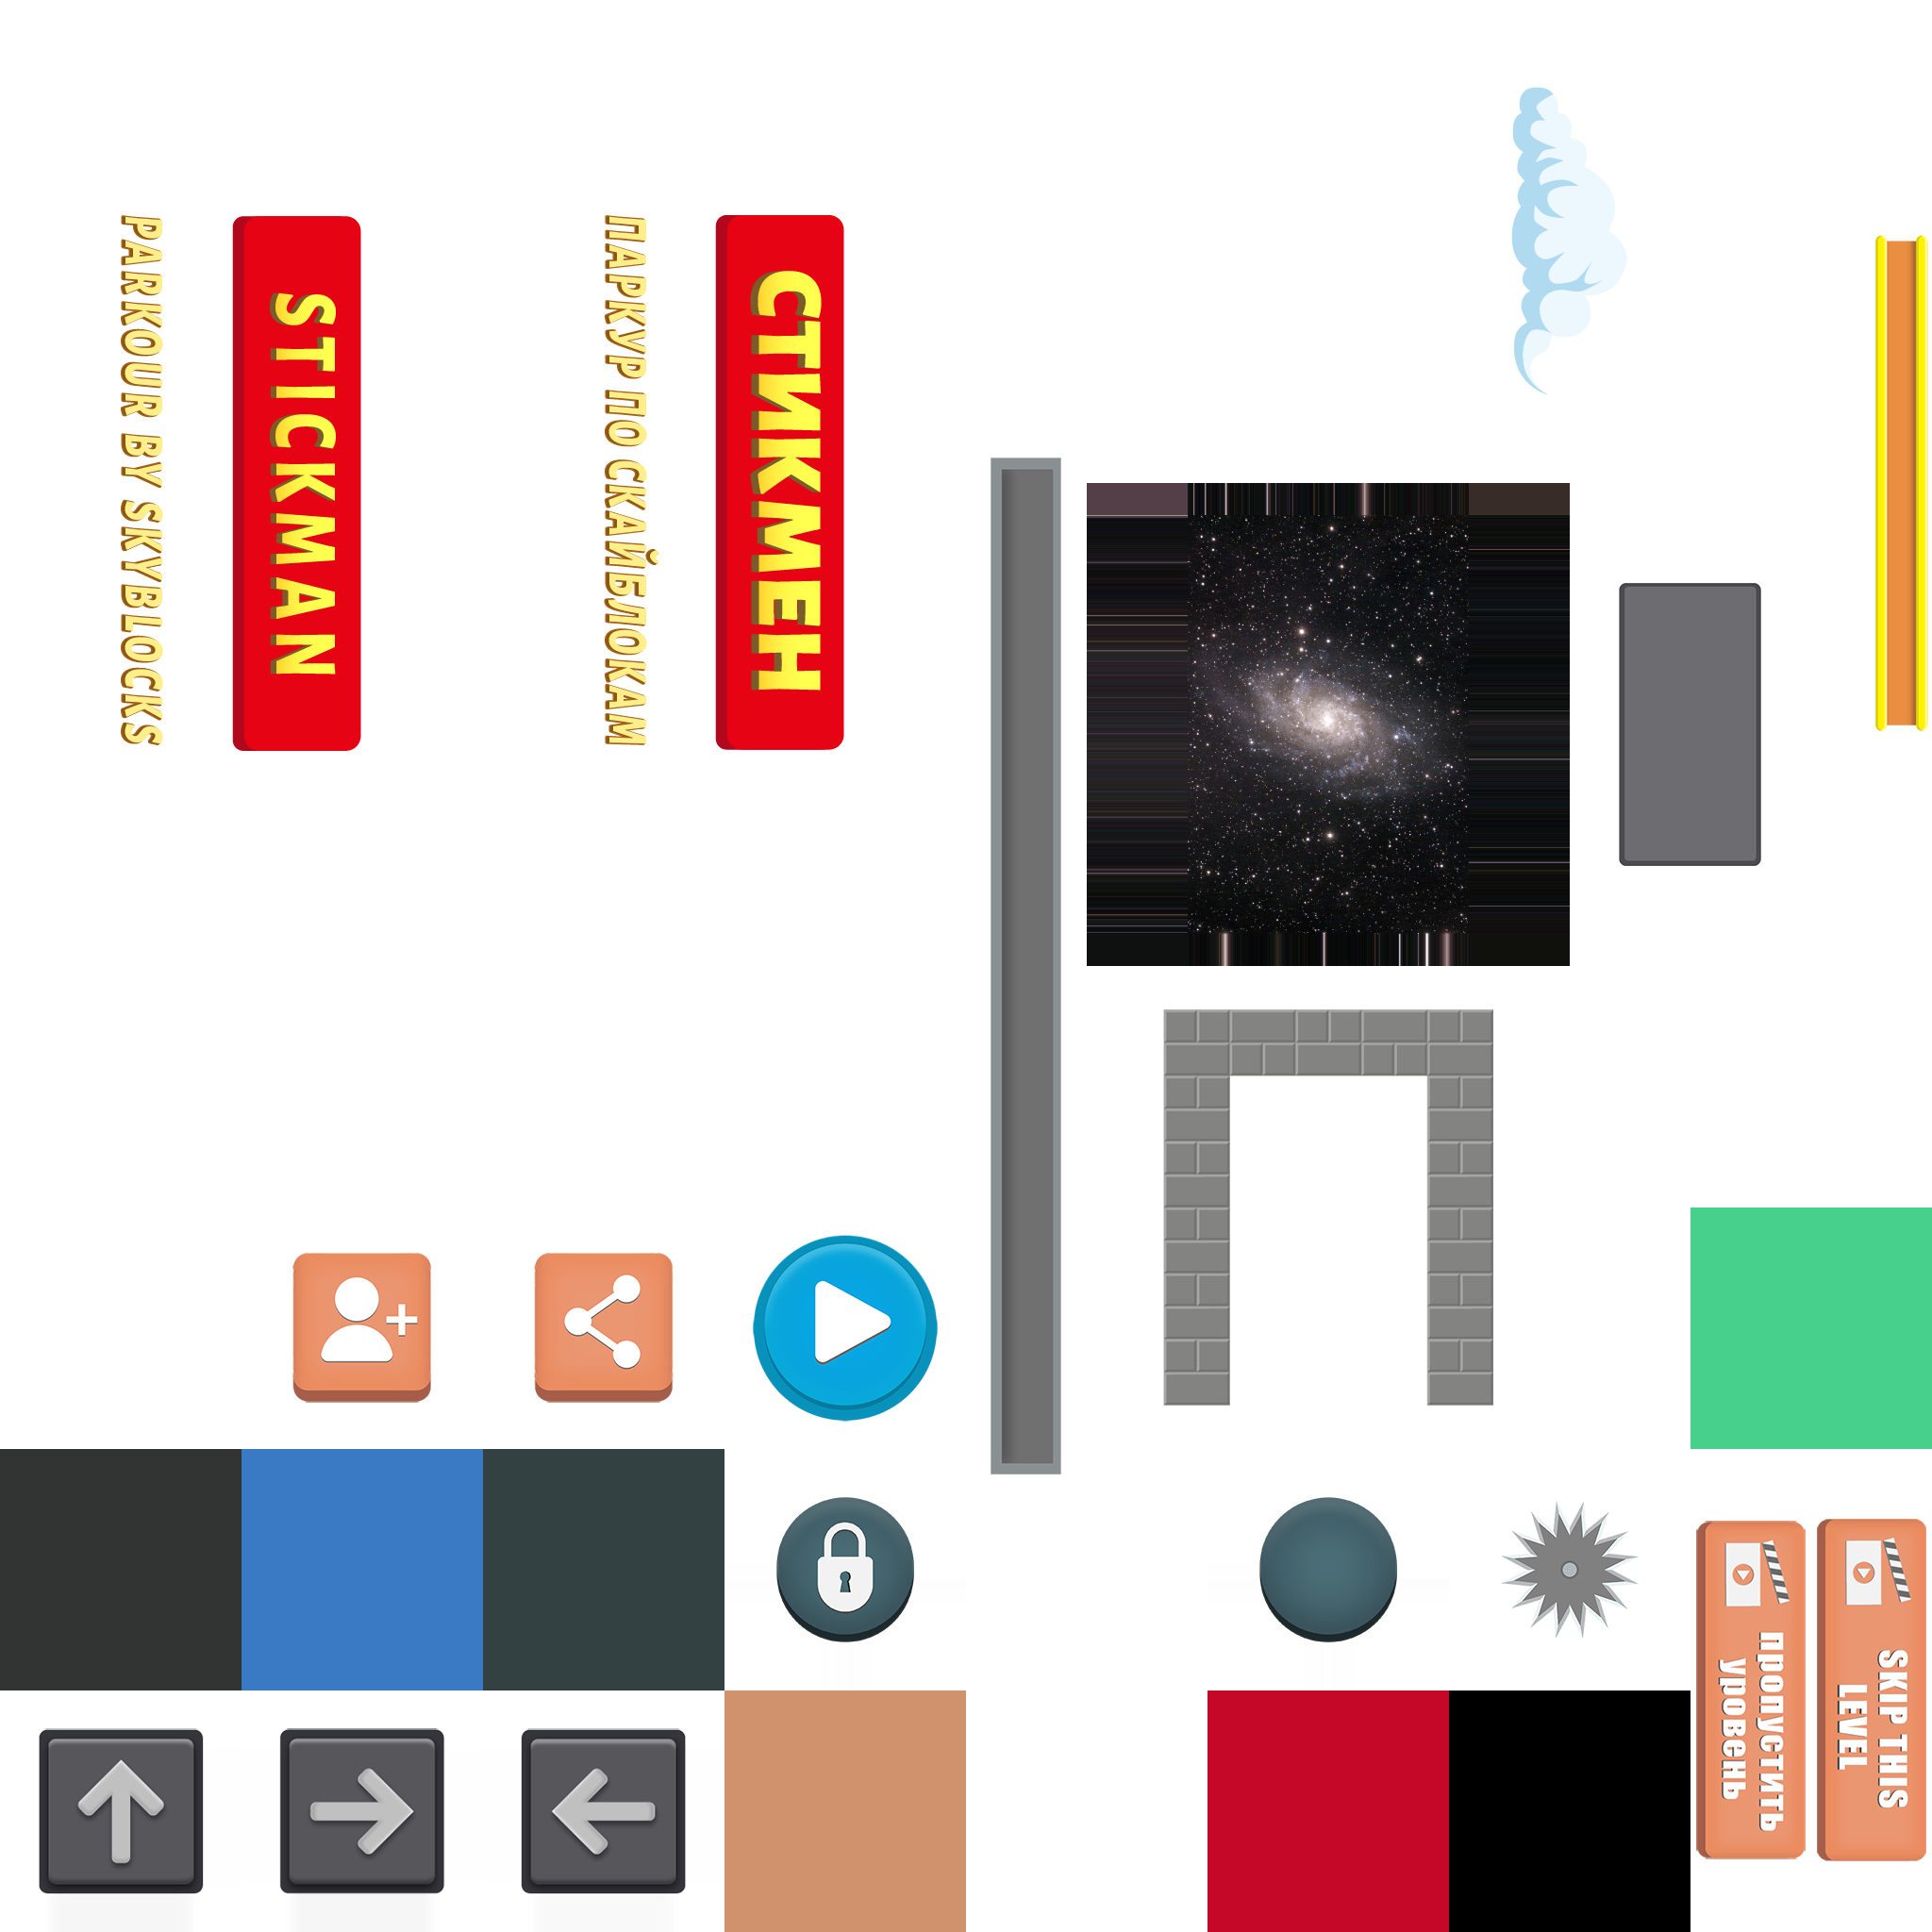 PARKOUR BY SKYBLOCKS
STICKMAN
ПАРКУР ПО СКАЙБЛОКАМ
СТИКМЕН
пропустить
уровень
SKIP THIS
LEVEL